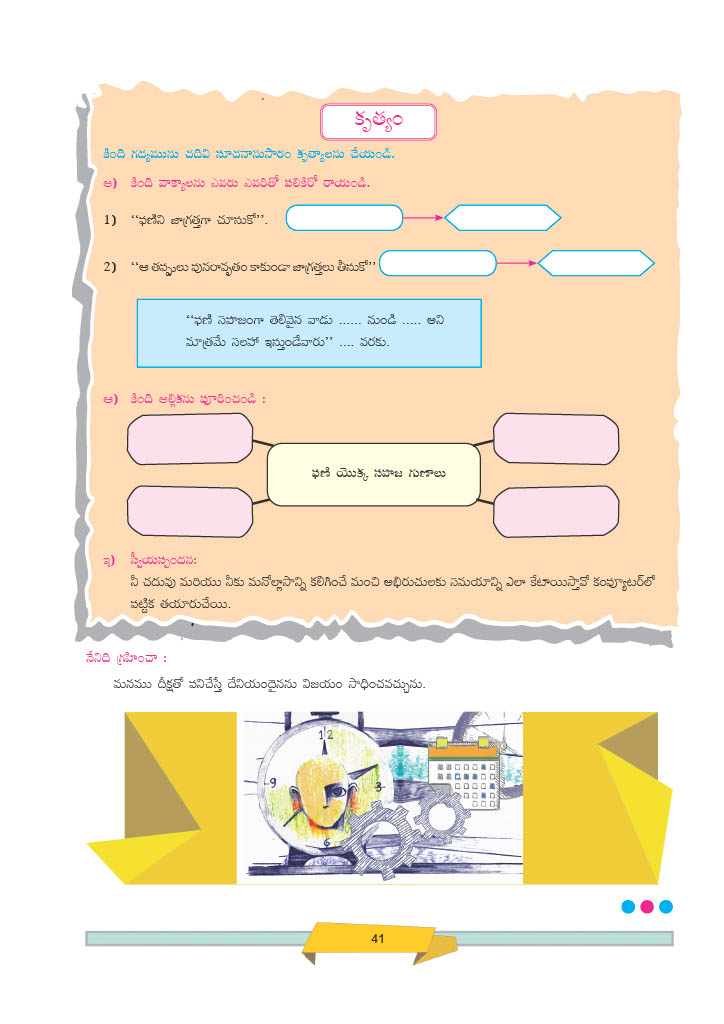 కృత్యం
కింది గద్యమును చదివి సూచనానుసారం కృత్యాలను చేయండి.
అ) కింది వాక్యాలను ఎవరు ఎవరితో పలికిరో రాయండి.
1) ‘‘ఫణిని జాగ్రత్తగా చూసుకో’’.
2) ‘‘ఆ తప్పులు పునరావృతం కాకుండా జాగ్రత్తలు తీసుకో’’
‘‘ఫణి సహజంగా తెలివైన వాడు ...... నుండి ..... అని
మాత్రమే సలహా ఇస్తుండేవారు’’ .... వరకు.
ఆ) కింది అల్లికను పూరించండి :
ఫణి యొక్క సహజ గుణాలు
ఇ) స్వీయస్పందన:
నీ చదువు మరియు నీకు మనోల్లాసాన్ని కలిగించే మంచి అభిరుచులకు సమయాన్ని ఎలా కేటాయిస్తావో కంప్యూటర్‌లో
పట్టిక తయారుచేయి.
నేనిది గ్రహించా :
మనము దీక్షతో పనిచేస్తే దేనియందైనను విజయం సాధించవచ్చును.
12
9
3
6
41